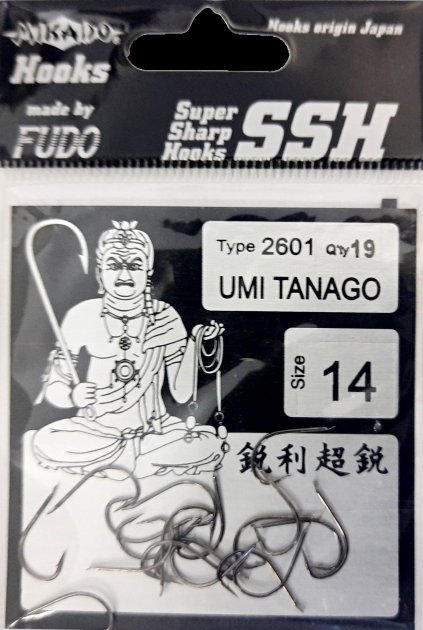 MIKADO
Hooks origin Japan
Hooks
made by
FUDO
Super
Sharp
Hooks
SSH
Type 2601 Q'ty 19
UMI TANAGO
Size
14
鋭利超鋭